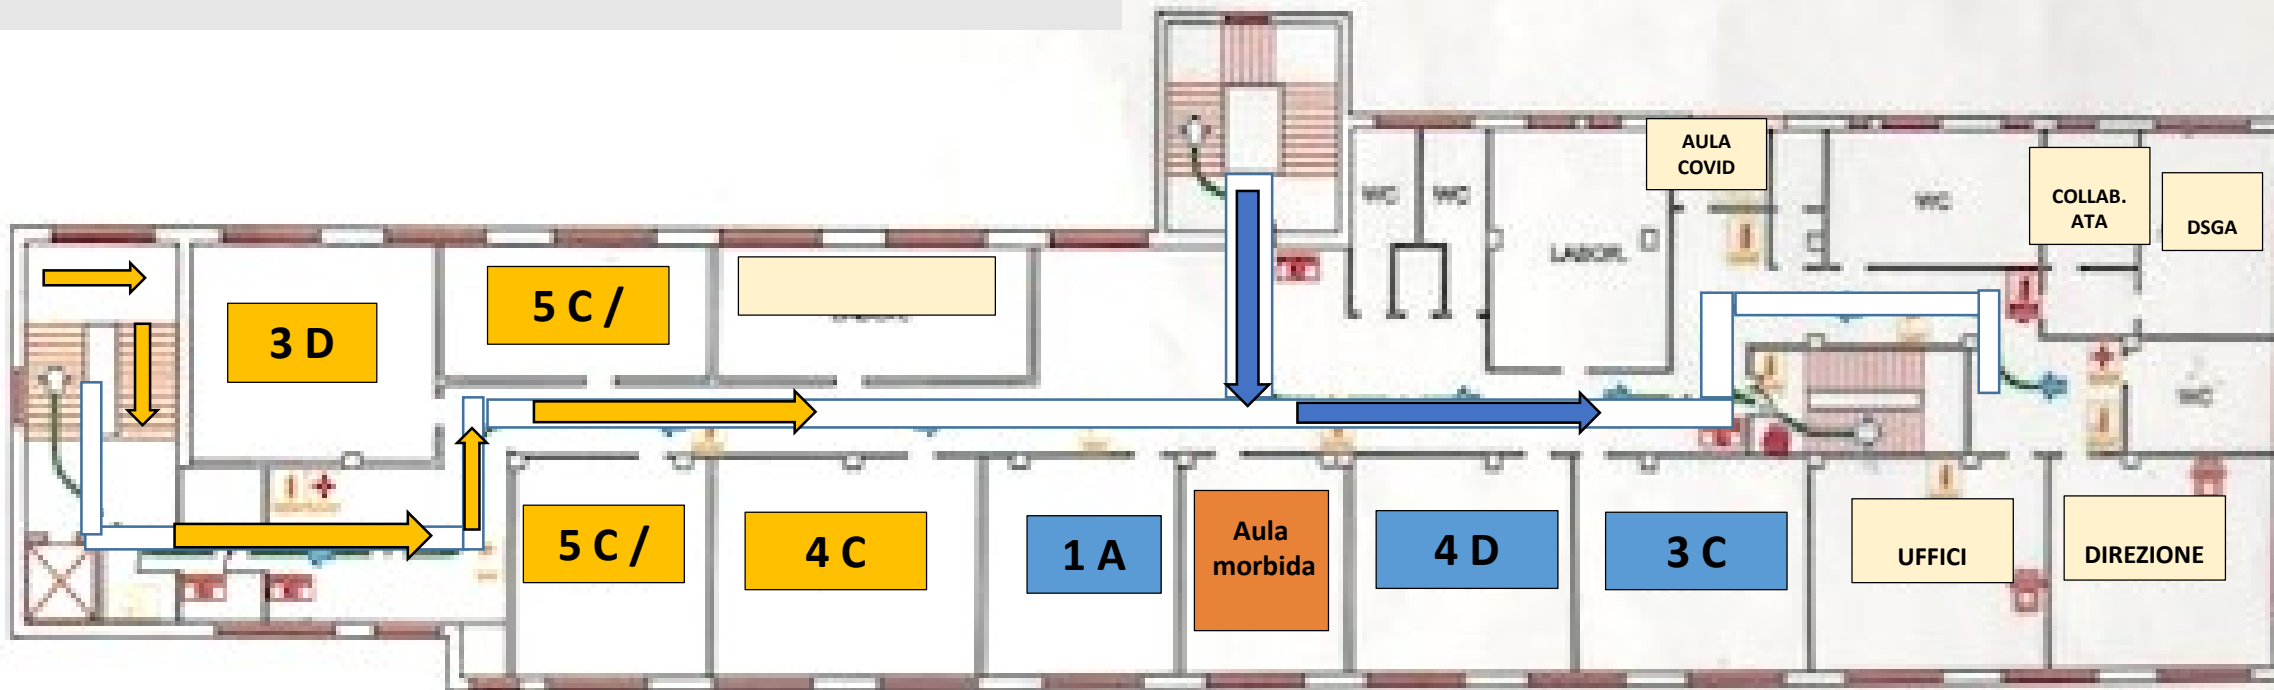 AULA
COVID
WC
WC
WC
COLLAB.
ATA
DSGA
LABOR.
3 D
5 C /
WC
5 C /
4 C
1 A
Aula
morbida
4 D
3 C
UFFICI
DIREZIONE